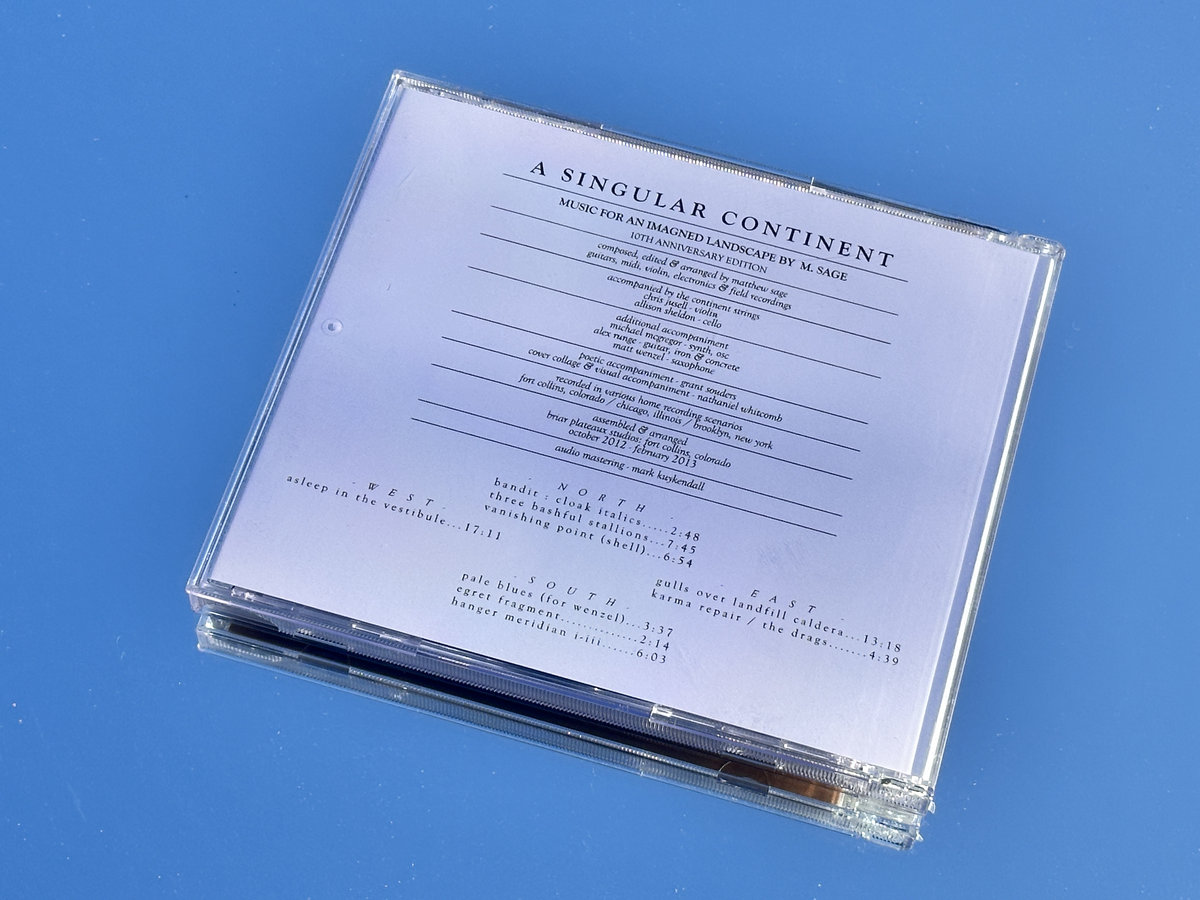 A SINGULAR CONTINENT
MUSIC FOR AN IMAGNED LANDSCAPE BY M. SAGE
10TH ANNIVERSARY EDITION
composed, edited & arranged by matthew sage
guitars, midi, violin, electronics & field recordings
accompanied by the continent strings
chris jusell · violin
allison sheldon · cello
additional accompaniment
michael mcgregor · synth, osc
alex runge · guitar, iron & concrete
matt wenzel · saxophone
poetic accompaniment · grant souders
cover collage & visual accompaniment · nathaniel whitcomb
recorded in various home recording scenarios
fort collins, colorado / chicago, illinois / brooklyn, new york
assembled & arranged
briar plateaux studios; fort collins, colorado
october 2012 - february 2013
audio mastering · mark kuykendall
· WEST ·
asleep in the vestibule...17:11
· NORTH ·
bandit : cloak italics.....2:48
three bashful stallions...7:45
vanishing point (shell)...6:54
· SOUTH ·
pale blues (for wenzel)...3:37
egret fragment..............2:14
hanger meridian i-iii......6:03
· EAST ·
gulls over landfill caldera...13:18
karma repair / the drags.......4:39